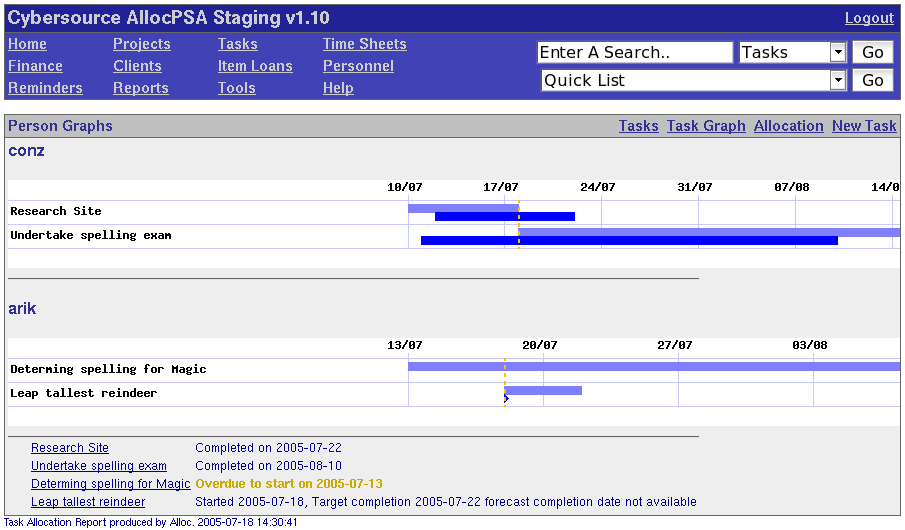 Cybersource AllocPSA Staging v1.10 Logout
Home Projects Tasks Time Sheets
Enter A Search.. Tasks Go
Finance Clients Item Loans Personnel
Quick List Go
Reminders Reports Tools Help
Person Graphs Tasks Task Graph Allocation New Task
conz
10/07 17/07 24/07 31/07 07/08 14/0
Research Site
Undertake spelling exam
arik
13/07 20/07 27/07 03/08
Determing spelling for Magic
Leap tallest reindeer
Research Site Completed on 2005-07-22
Undertake spelling exam Completed on 2005-08-10
Determing spelling for Magic Overdue to start on 2005-07-13
Leap tallest reindeer Started 2005-07-18, Target completion 2005-07-22 forecast completion date not available
Task Allocation Report produced by Alloc. 2005-07-18 14:30:41